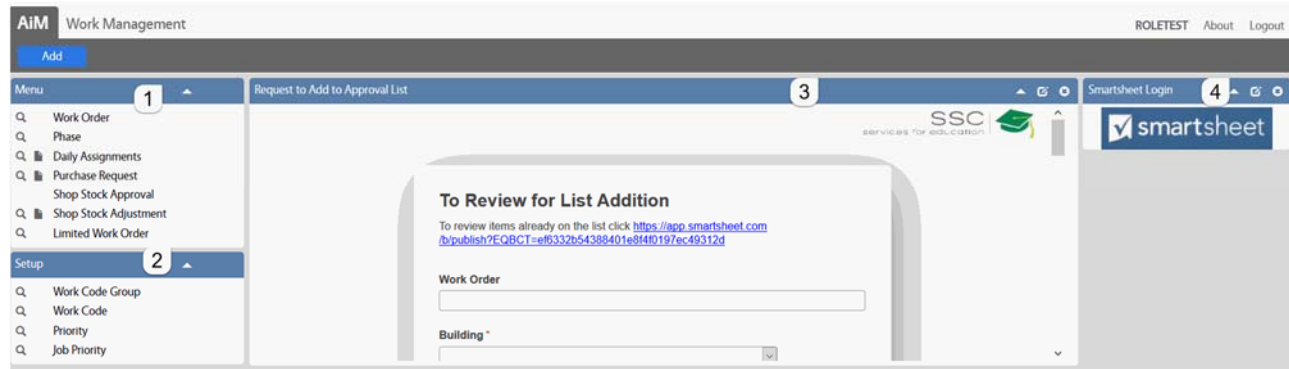 AiM Work Management
ROLETEST About Logout
Add
Menu
1
Work Order
Phase
Daily Assignments
Purchase Request
Shop Stock Approval
Shop Stock Adjustment
Limited Work Order
Setup
2
Work Code Group
Work Code
Priority
Job Priority
Request to Add to Approval List
3
SSC
services for education
To Review for List Addition
To review items already on the list click https://app.smartsheet.com
/b/publish?EQBCT=ef6332b54388401e8f4f0197ec49312d
Work Order
Building *
Smartsheet Login
4
smartsheet